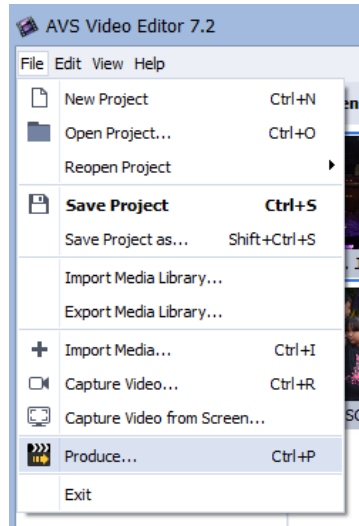 AVS Video Editor 7.2
File Edit View Help
New Project Ctrl+N
Open Project... Ctrl+O
Reopen Project
Save Project Ctrl+S
Save Project as... Shift+Ctrl+S
Import Media Library...
Export Media Library...
Import Media... Ctrl+I
Capture Video... Ctrl+R
Capture Video from Screen...
Produce... Ctrl+P
Exit